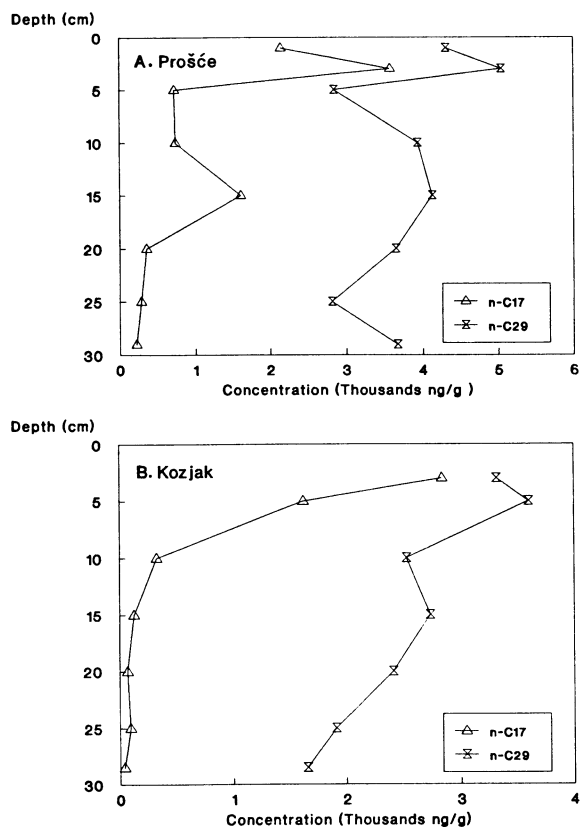 Depth (cm)
0
A. Prošće
5
10
15
20
25
30
n-C17
n-C29
0 1 2 3 4 5 6
Concentration (Thousands ng/g )
Depth (cm)
0
B. Kozjak
5
10
15
20
25
30
n-C17
n-C29
0 1 2 3 4
Concentration (Thousands ng/g)